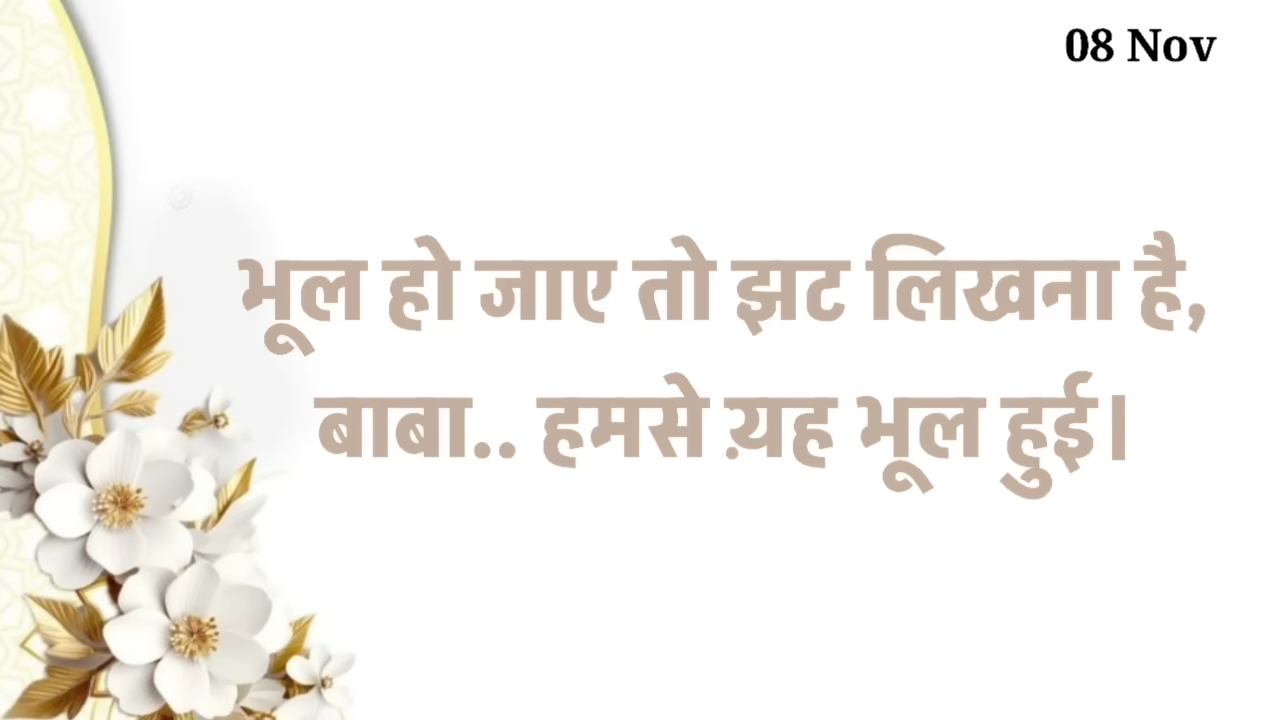 08 Nov
भूल हो जाए तो झट लिखना है,
बाबा.. हमसे य़ह भूल हुई।